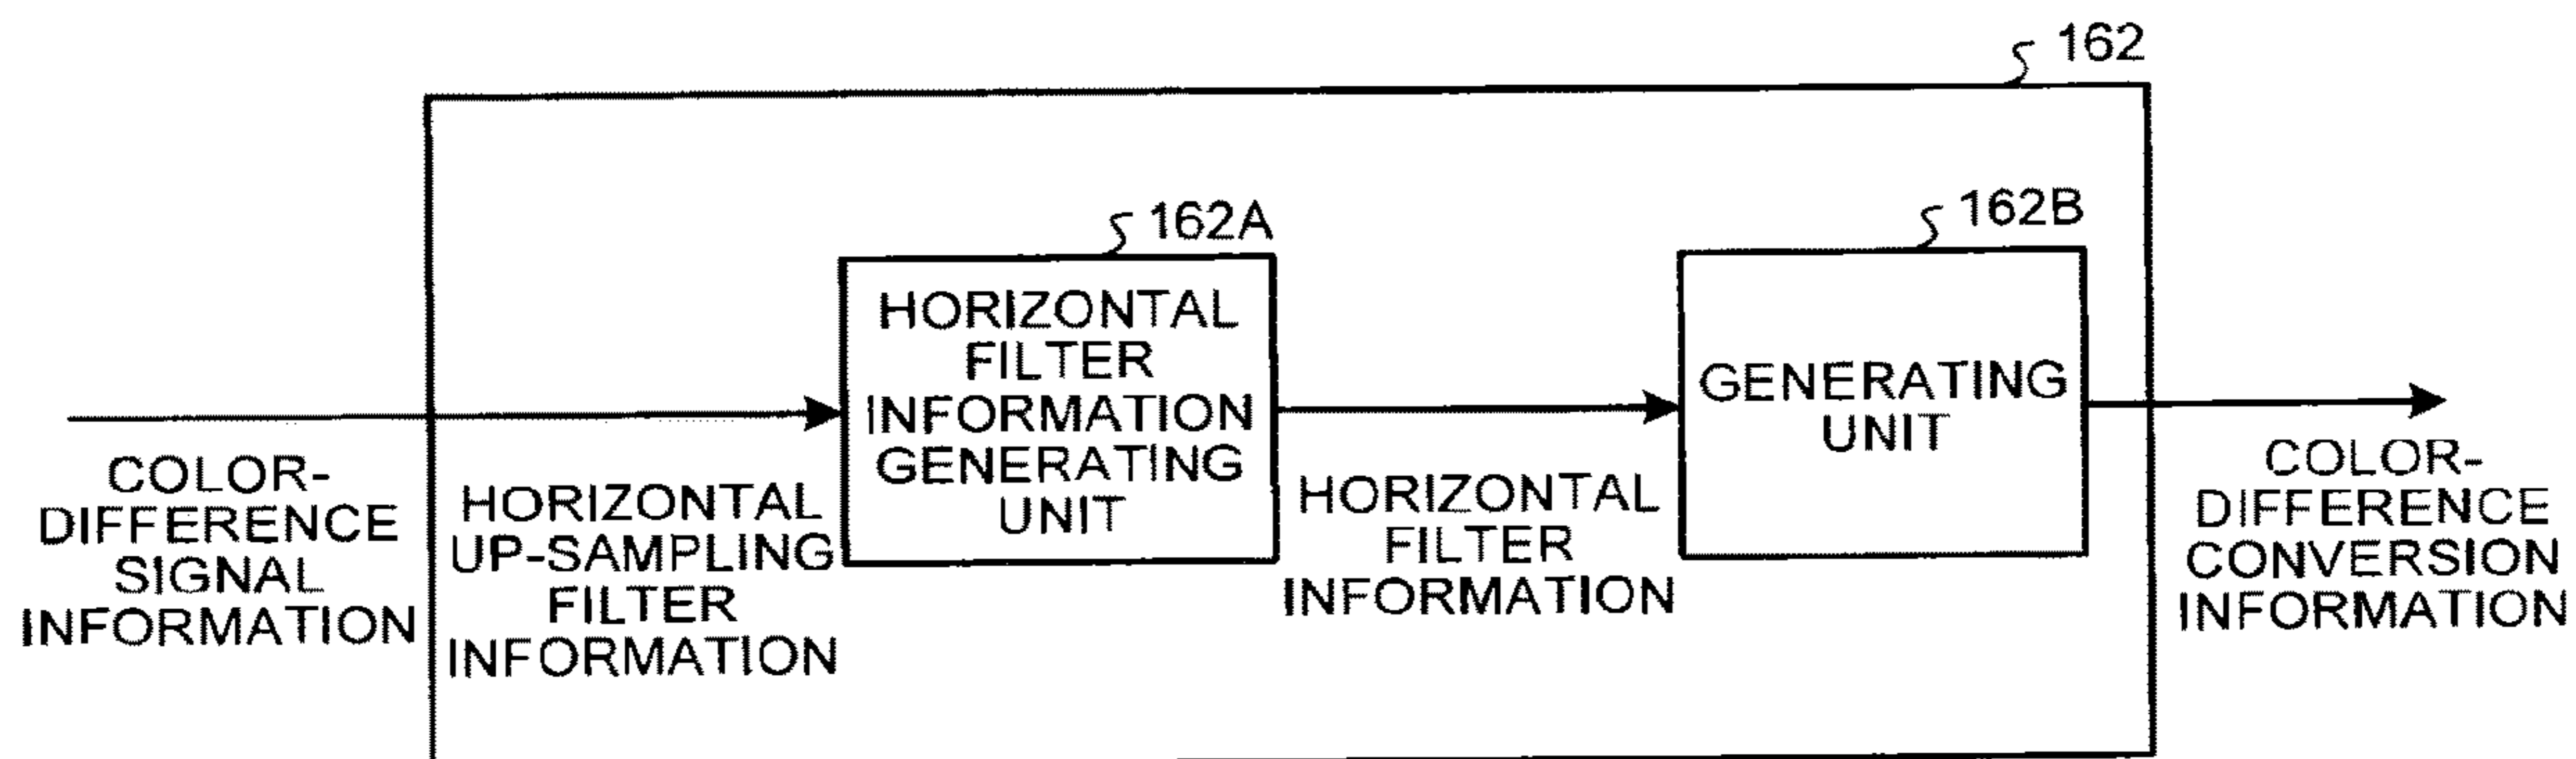 162
162A
162B
HORIZONTAL
FILTER
INFORMATION
GENERATING
UNIT
GENERATING
UNIT
COLOR-
DIFFERENCE
SIGNAL
INFORMATION
HORIZONTAL
UP-SAMPLING
FILTER
INFORMATION
HORIZONTAL
FILTER
INFORMATION
COLOR-
DIFFERENCE
CONVERSION
INFORMATION